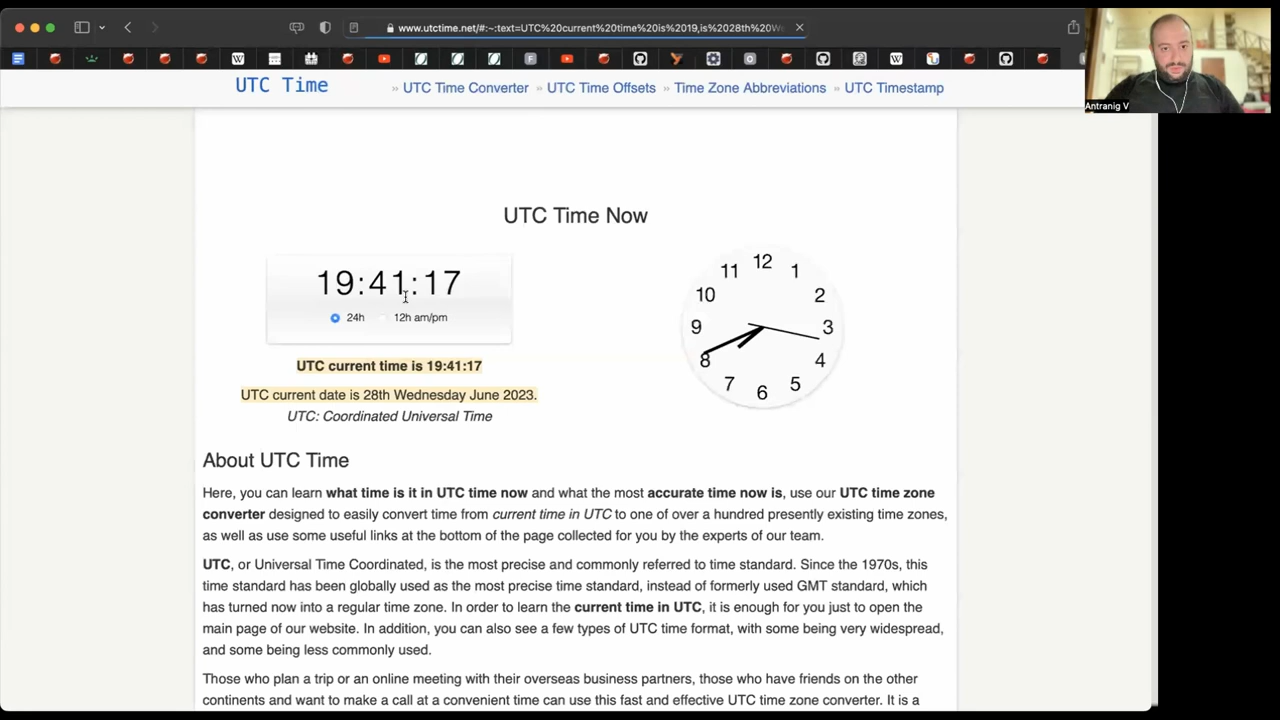 www.utctime.net/#:~:text=UTC%20current%20time%20is%2019,is%2028th%20W
UTC Time
» UTC Time Converter » UTC Time Offsets » Time Zone Abbreviations » UTC Timestamp
Antranig V
UTC Time Now
19:41:17
24h 12h am/pm
UTC current time is 19:41:17
UTC current date is 28th Wednesday June 2023.
UTC: Coordinated Universal Time
12
11 1
10 2
9 3
8 4
7 5
6
About UTC Time
Here, you can learn what time is it in UTC time now and what the most accurate time now is, use our UTC time zone
converter designed to easily convert time from current time in UTC to one of over a hundred presently existing time zones,
as well as use some useful links at the bottom of the page collected for you by the experts of our team.
UTC, or Universal Time Coordinated, is the most precise and commonly referred to time standard. Since the 1970s, this
time standard has been globally used as the most precise time standard, instead of formerly used GMT standard, which
has turned now into a regular time zone. In order to learn the current time in UTC, it is enough for you just to open the
main page of our website. In addition, you can also see a few types of UTC time format, with some being very widespread,
and some being less commonly used.
Those who plan a trip or an online meeting with their overseas business partners, those who have friends on the other
continents and want to make a call at a convenient time can use this fast and effective UTC time zone converter. It is a